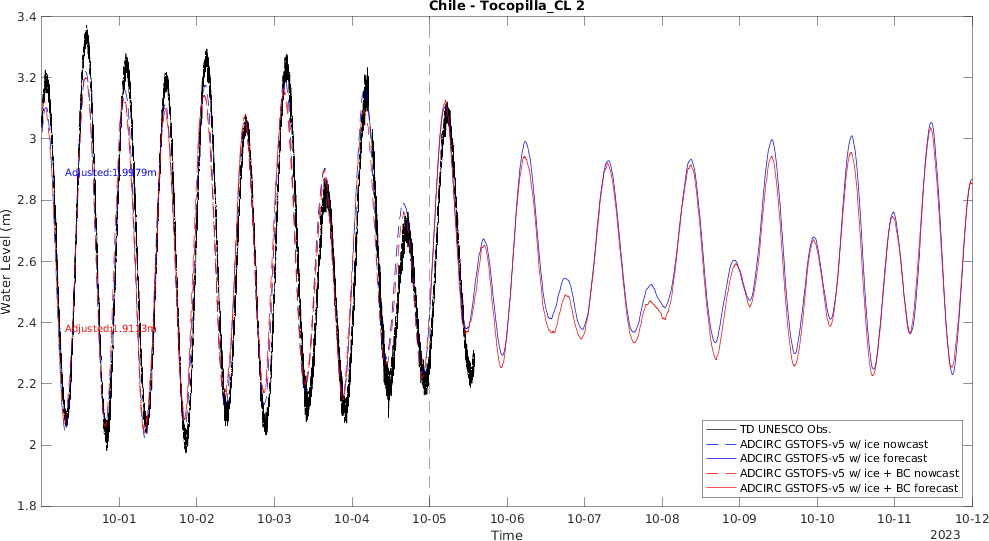 Chile - Tocopilla_CL 2
3.4
3.2
3
2.8
2.6
2.4
2.2
2
1.8
Water Level (m)
Adjusted:1.9979m
Adjusted:1.9113m
TD UNESCO Obs.
ADCIRC GSTOFS-v5 w/ ice nowcast
ADCIRC GSTOFS-v5 w/ ice forecast
ADCIRC GSTOFS-v5 w/ ice + BC nowcast
ADCIRC GSTOFS-v5 w/ ice + BC forecast
10-01 10-02 10-03 10-04 10-05 10-06 10-07 10-08 10-09 10-10 10-11 10-12
Time
2023